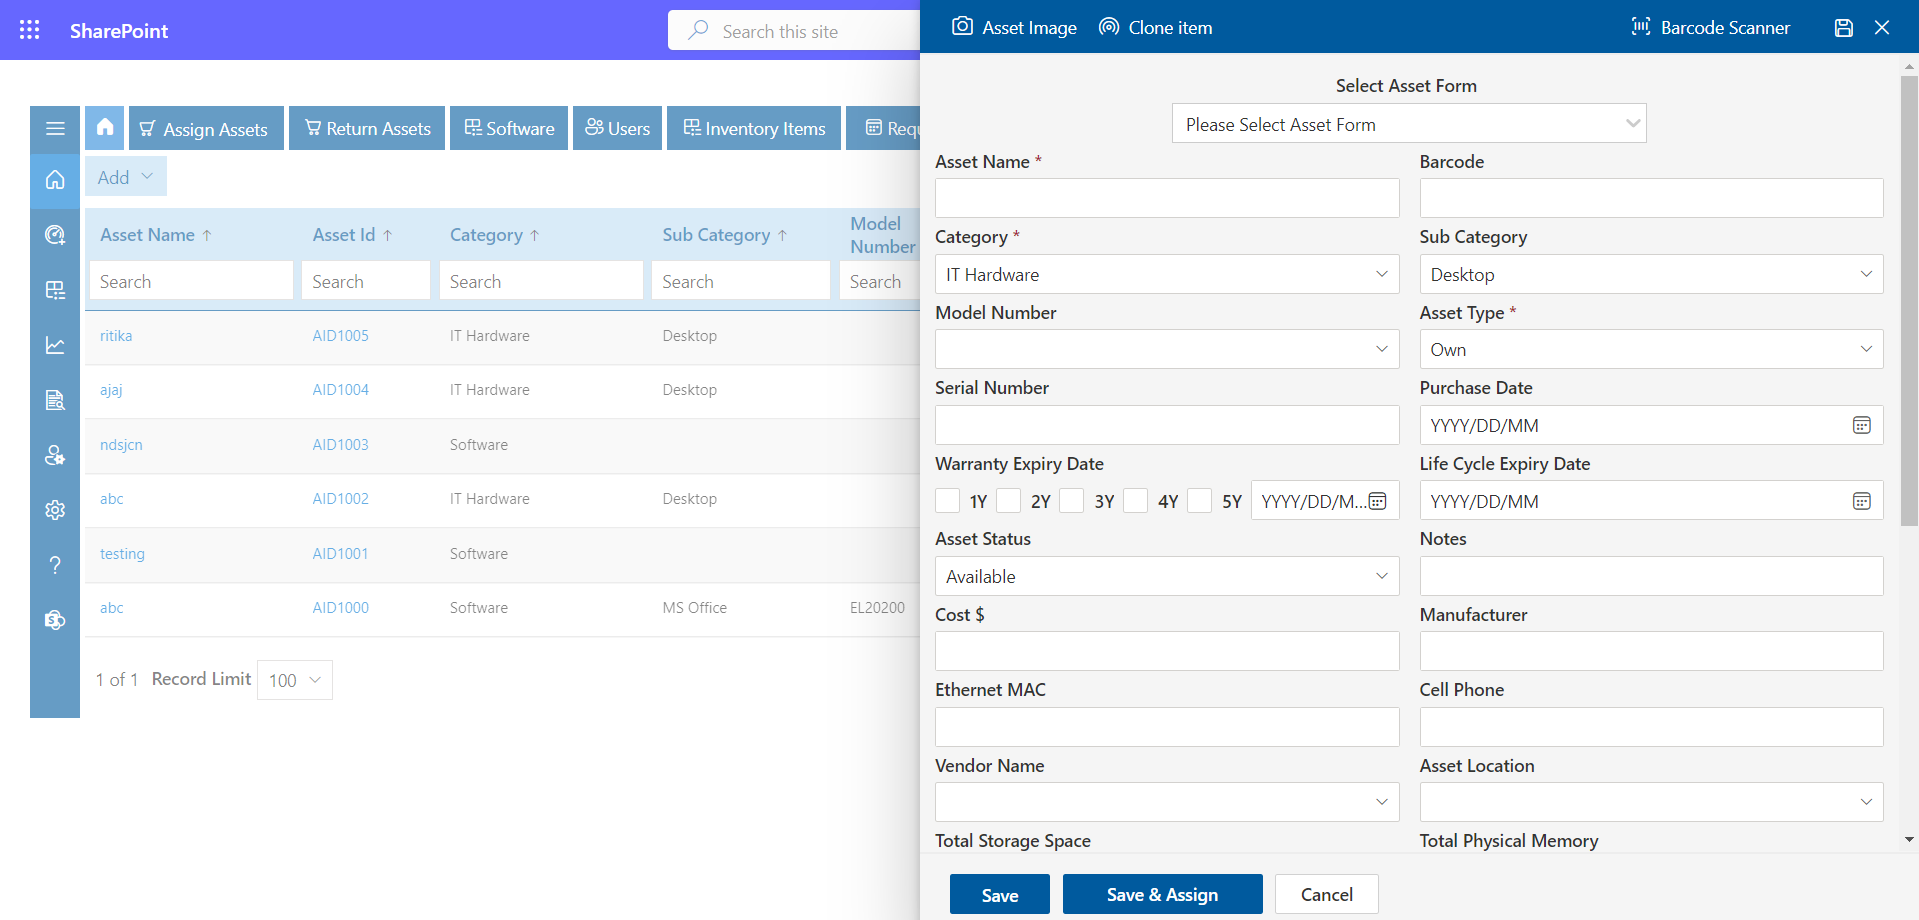 SharePoint
Search this site
Asset Image
Clone item
Barcode Scanner
Assign Assets
Return Assets
Software
Users
Inventory Items
Requ
Add
Asset Name ↑
Asset Id ↑
Category ↑
Sub Category ↑
Model
Number
Search
Search
Search
Search
Search
ritika AID1005 IT Hardware Desktop
ajaj AID1004 IT Hardware Desktop
ndsjcn AID1003 Software
abc AID1002 IT Hardware Desktop
testing AID1001 Software
abc AID1000 Software MS Office EL20200
1 of 1 Record Limit 100
Select Asset Form
Please Select Asset Form
Asset Name *
Barcode
Category *
Sub Category
IT Hardware
Desktop
Model Number
Asset Type *
Own
Serial Number
Purchase Date
YYYY/DD/MM
Warranty Expiry Date
Life Cycle Expiry Date
1Y 2Y 3Y 4Y 5Y YYYY/DD/M...
YYYY/DD/MM
Asset Status
Notes
Available
Cost $
Manufacturer
Ethernet MAC
Cell Phone
Vendor Name
Asset Location
Total Storage Space
Total Physical Memory
Save
Save & Assign
Cancel